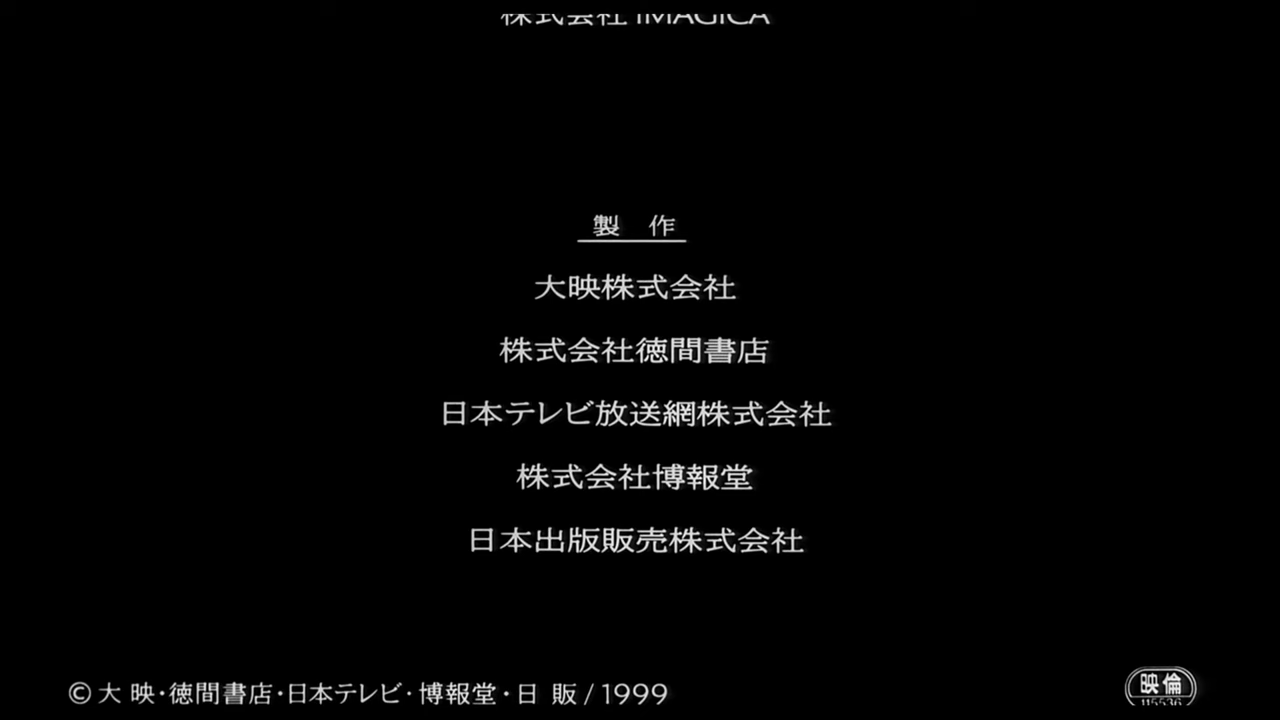 株式会社 IMAGICA
製　作
大映株式会社
株式会社徳間書店
日本テレビ放送網株式会社
株式会社博報堂
日本出版販売株式会社
© 大 映・徳間書店・日本テレビ・博報堂・日 販 / 1999
映倫
115536